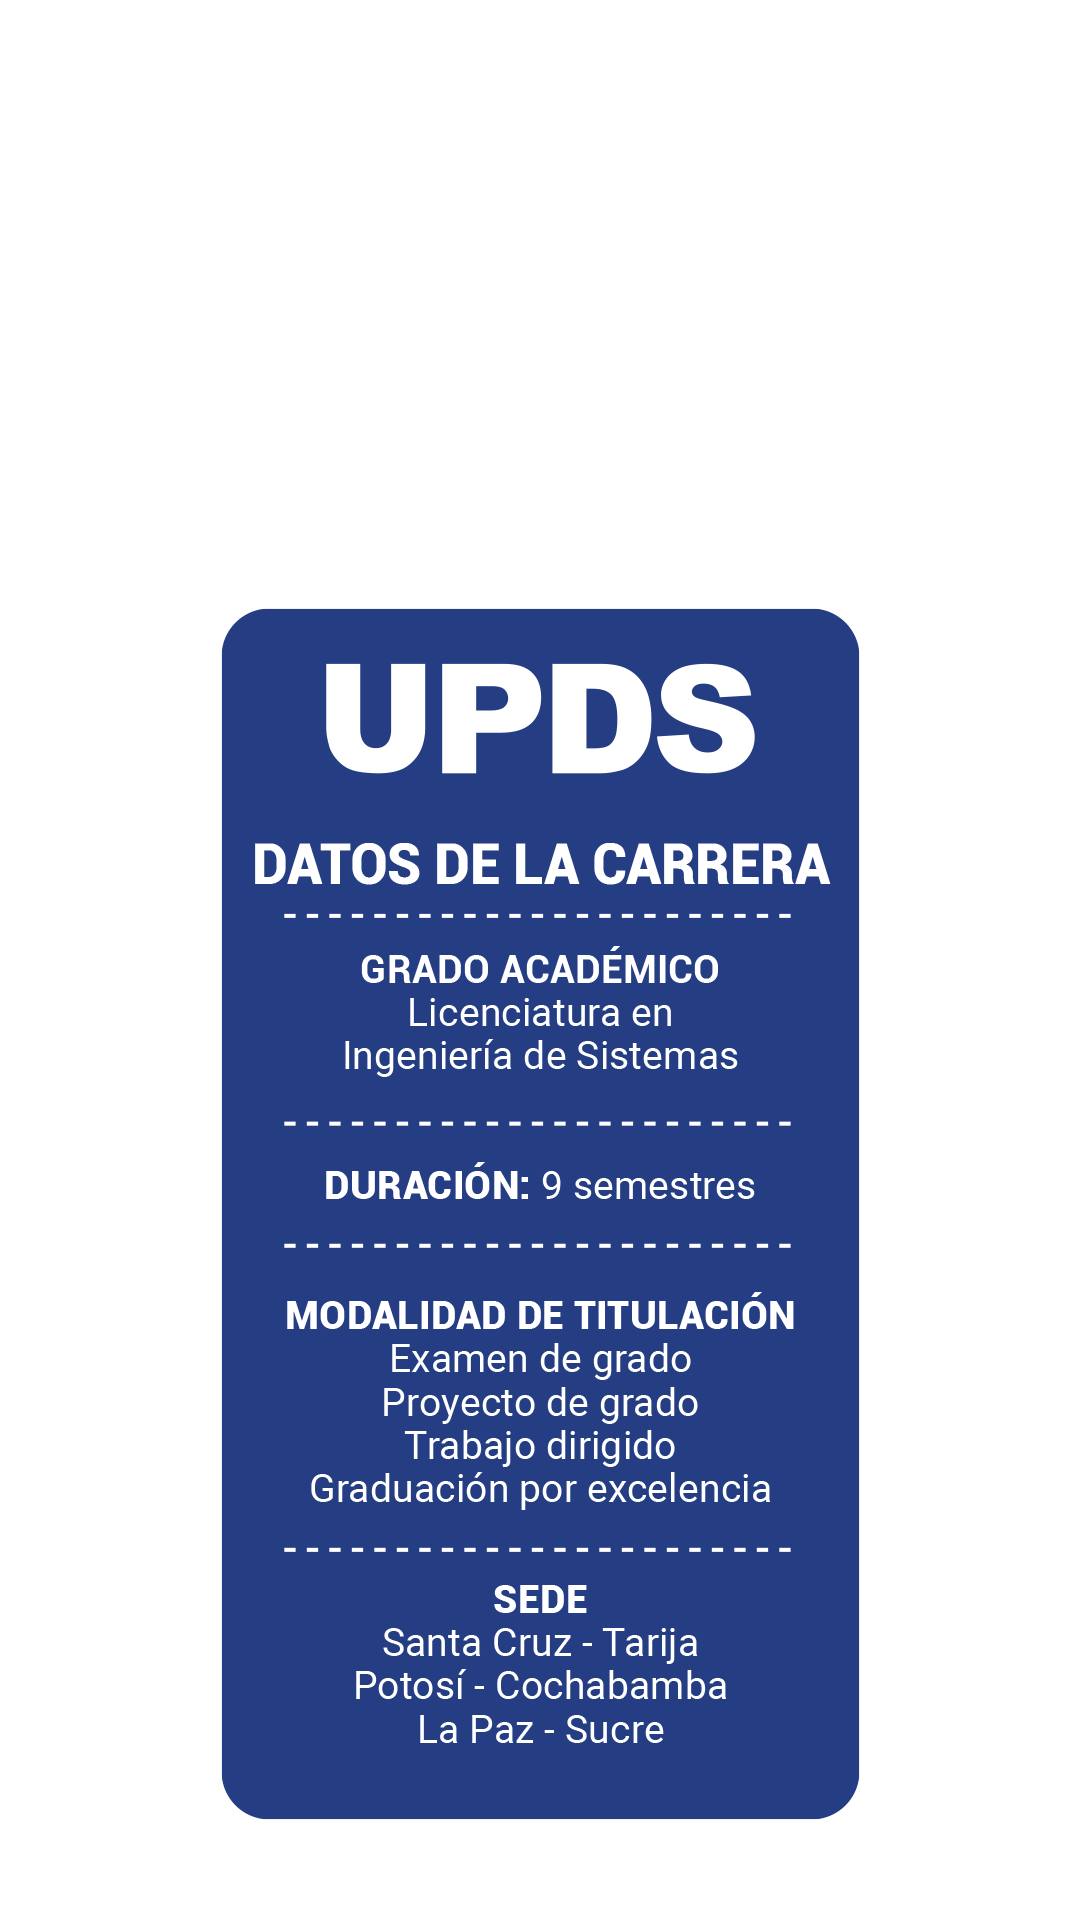 UPDS
DATOS DE LA CARRERA
GRADO ACADÉMICO
Licenciatura en
Ingeniería de Sistemas
DURACIÓN: 9 semestres
MODALIDAD DE TITULACIÓN
Examen de grado
Proyecto de grado
Trabajo dirigido
Graduación por excelencia
SEDE
Santa Cruz - Tarija
Potosí - Cochabamba
La Paz - Sucre